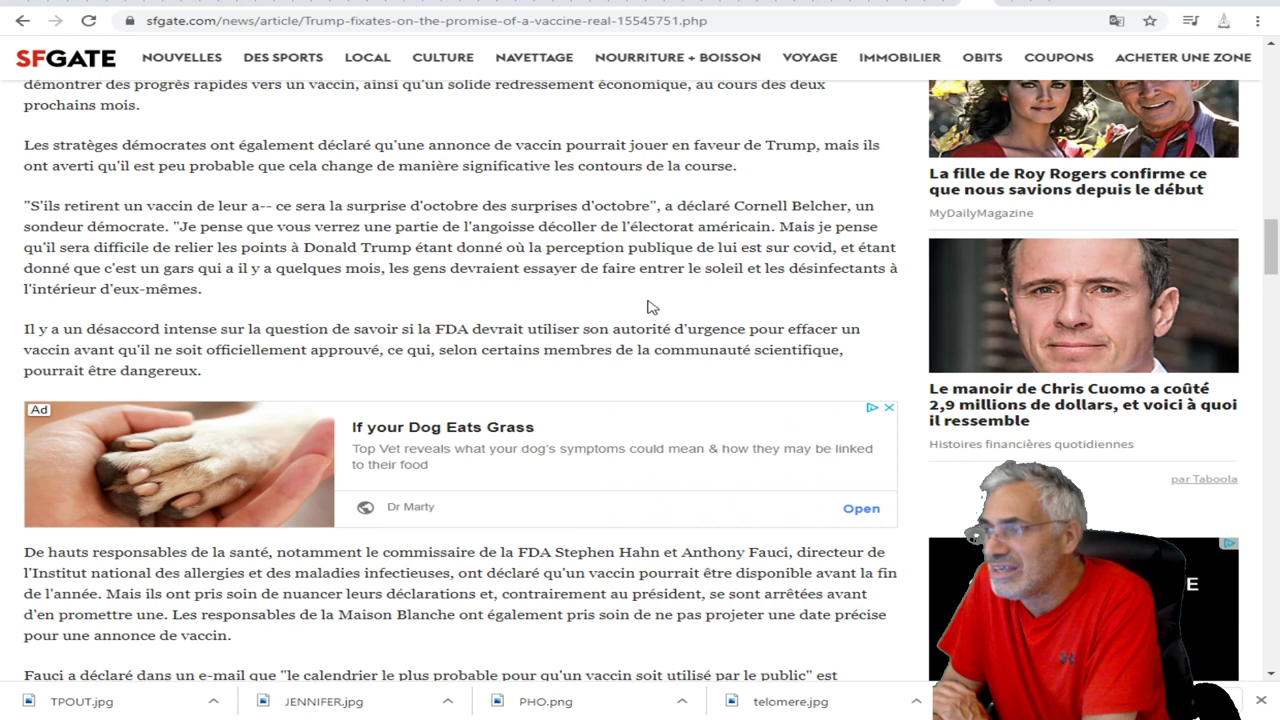 sfgate.com/news/article/Trump-fixates-on-the-promise-of-a-vaccine-real-15545751.php
SFGATE NOUVELLES DES SPORTS LOCAL CULTURE NAVETTAGE NOURRITURE + BOISSON VOYAGE IMMOBILIER OBITS COUPONS ACHETER UNE ZONE
démontrer des progrès rapides vers un vaccin, ainsi qu'un solide redressement économique, au cours des deux
prochains mois.
Les stratèges démocrates ont également déclaré qu'une annonce de vaccin pourrait jouer en faveur de Trump, mais ils
ont averti qu'il est peu probable que cela change de manière significative les contours de la course.
"S'ils retirent un vaccin de leur a-- ce sera la surprise d'octobre des surprises d'octobre", a déclaré Cornell Belcher, un
sondeur démocrate. "Je pense que vous verrez une partie de l'angoisse décoller de l'électorat américain. Mais je pense
qu'il sera difficile de relier les points à Donald Trump étant donné où la perception publique de lui est sur covid, et étant
donné que c'est un gars qui a il y a quelques mois, les gens devraient essayer de faire entrer le soleil et les désinfectants à
l'intérieur d'eux-mêmes.
Il y a un désaccord intense sur la question de savoir si la FDA devrait utiliser son autorité d'urgence pour effacer un
vaccin avant qu'il ne soit officiellement approuvé, ce qui, selon certains membres de la communauté scientifique,
pourrait être dangereux.
Ad
If your Dog Eats Grass
Top Vet reveals what your dog's symptoms could mean & how they may be linked
to their food
Dr Marty
Open
De hauts responsables de la santé, notamment le commissaire de la FDA Stephen Hahn et Anthony Fauci, directeur de
l'Institut national des allergies et des maladies infectieuses, ont déclaré qu'un vaccin pourrait être disponible avant la fin
de l'année. Mais ils ont pris soin de nuancer leurs déclarations et, contrairement au président, se sont arrêtées avant
d'en promettre une. Les responsables de la Maison Blanche ont également pris soin de ne pas projeter une date précise
pour une annonce de vaccin.
Fauci a déclaré dans un e-mail que "le calendrier le plus probable pour qu'un vaccin soit utilisé par le public" est
La fille de Roy Rogers confirme ce
que nous savions depuis le début
MyDailyMagazine
Le manoir de Chris Cuomo a coûté
2,9 millions de dollars, et voici à quoi
il ressemble
Histoires financières quotidiennes
par Taboola
E
TPOUT.jpg
JENNIFER.jpg
PHO.png
telomere.jpg